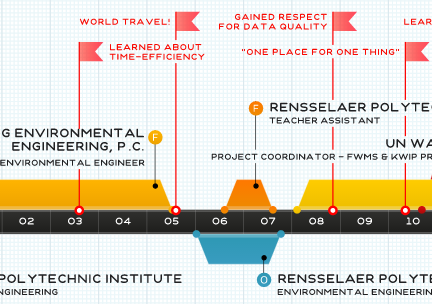 WORLD TRAVEL!
GAINED RESPECT
FOR DATA QUALITY
LEAR
LEARNED ABOUT
TIME-EFFICIENCY
"ONE PLACE FOR ONE THING"
G ENVIRONMENTAL
ENGINEERING, P.C.
ENVIRONMENTAL ENGINEER
F
F
RENSSELAER POLYTEC
TEACHER ASSISTANT
UN WA
PROJECT COORDINATOR - FWMS & KWIP PR
02 03 04 05 06 07 08 09 10
POLYTECHNIC INSTITUTE
NGINEERING
O
RENSSELAER POLYTE
ENVIRONMENTAL ENGINEERIN